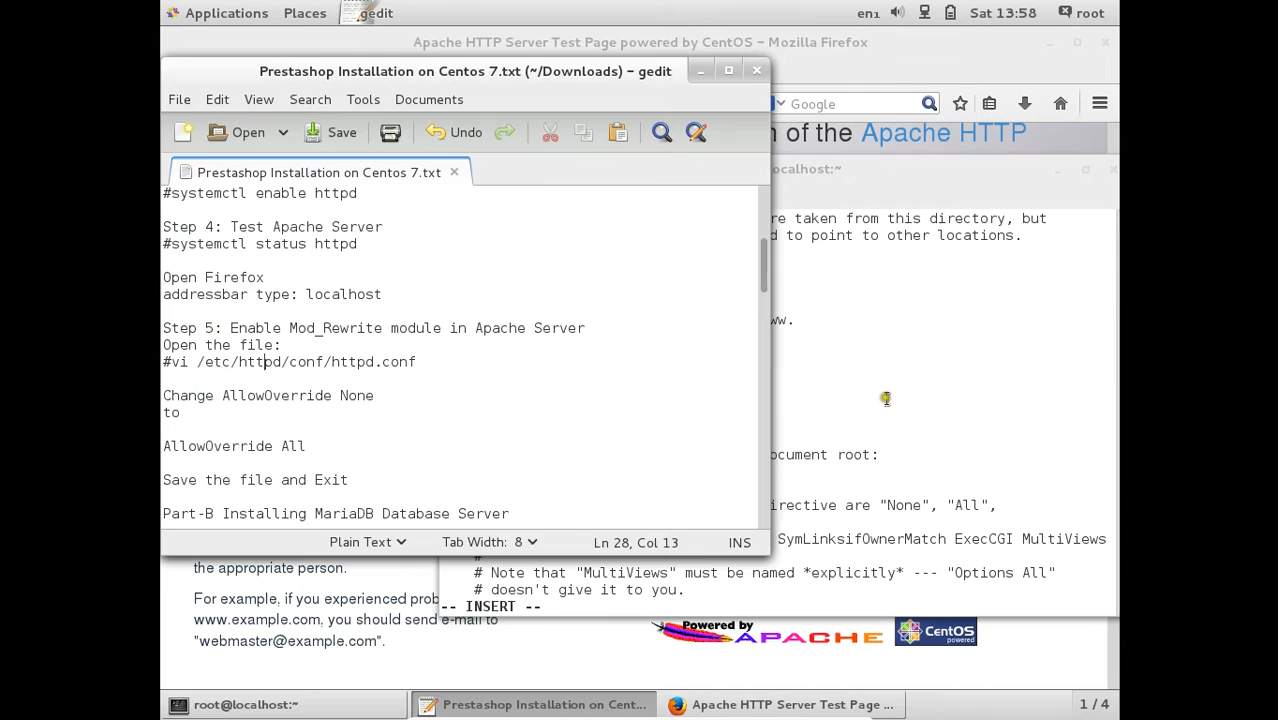 Applications Places gedit en1 Sat 13:58 root
Apache HTTP Server Test Page powered by CentOS - Mozilla Firefox
Prestashop Installation on Centos 7.txt (~/Downloads) - gedit
File Edit View Search Tools Documents
Google
Open Save Undo
n of the Apache HTTP
Prestashop Installation on Centos 7.txt
localhost:~
#systemctl enable httpd
re taken from this directory, but
Step 4: Test Apache Server
d to point to other locations.
#systemctl status httpd
Open Firefox
addressbar type: localhost
ww.
Step 5: Enable Mod_Rewrite module in Apache Server
Open the file:
#vi /etc/httpd/conf/httpd.conf
Change AllowOverride None
to
AllowOverride All
ocument root:
Save the file and Exit
irective are "None", "All",
Part-B Installing MariaDB Database Server
SymLinksifOwnerMatch ExecCGI MultiViews
Plain Text Tab Width: 8 Ln 28, Col 13 INS
#
the appropriate person.
# Note that "MultiViews" must be named *explicitly* --- "Options All"
# doesn't give it to you.
For example, if you experienced prob
-- INSERT --
www.example.com, you should send e-mail to
"webmaster@example.com".
Powered by
APACHE
CentOS
powered
root@localhost:~ Prestashop Installation on Cent... Apache HTTP Server Test Page ... 1 / 4